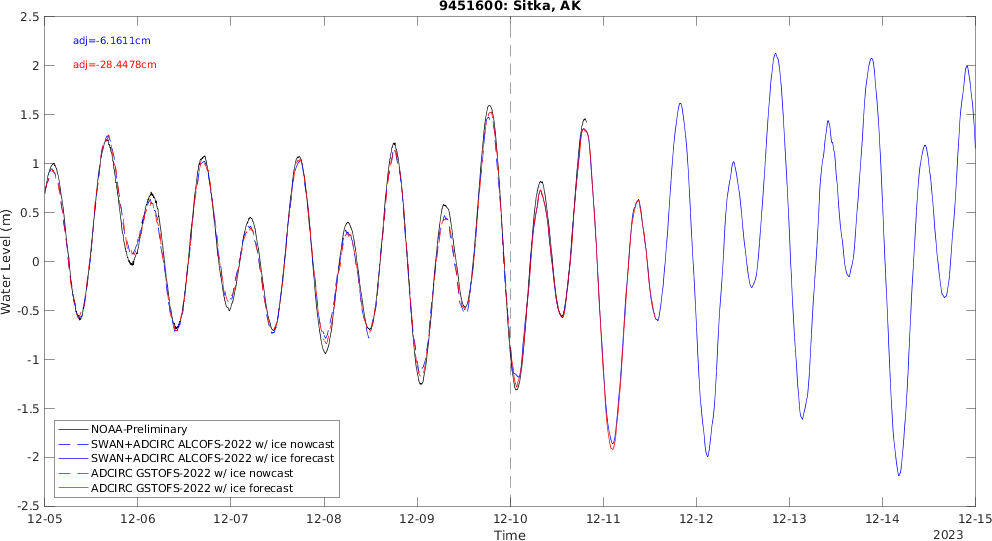 9451600: Sitka, AK
adj=-6.1611cm
adj=-28.4478cm
Water Level (m)
2.5
2
1.5
1
0.5
0
-0.5
-1
-1.5
-2
-2.5
NOAA-Preliminary
SWAN+ADCIRC ALCOFS-2022 w/ ice nowcast
SWAN+ADCIRC ALCOFS-2022 w/ ice forecast
ADCIRC GSTOFS-2022 w/ ice nowcast
ADCIRC GSTOFS-2022 w/ ice forecast
12-05 12-06 12-07 12-08 12-09 12-10 12-11 12-12 12-13 12-14 12-15
Time
2023